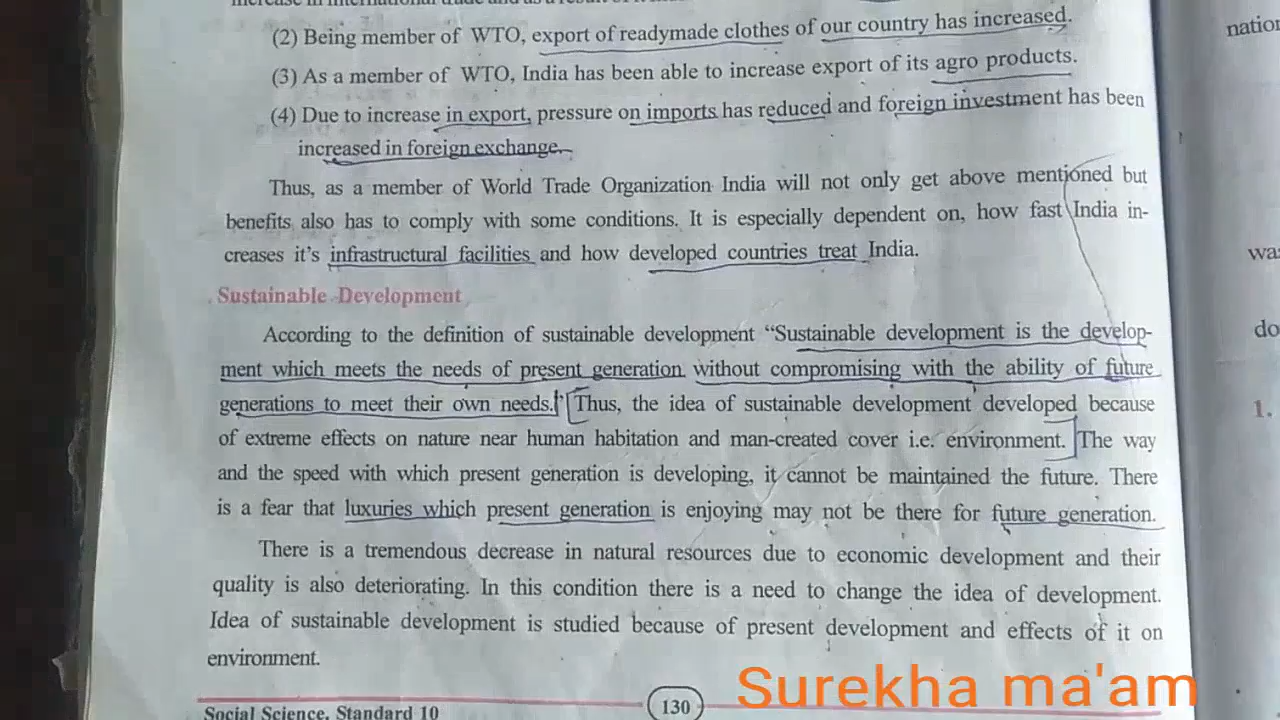 (2) Being member of WTO, export of readymade clothes of our country has increased.
(3) As a member of WTO, India has been able to increase export of its agro products.
(4) Due to increase in export, pressure on imports has reduced and foreign investment has been
increased in foreign exchange.
Thus, as a member of World Trade Organization India will not only get above mentioned but
benefits also has to comply with some conditions. It is especially dependent on, how fast India in-
creases it's infrastructural facilities and how developed countries treat India.
Sustainable Development
According to the definition of sustainable development “Sustainable development is the develop-
ment which meets the needs of present generation without compromising with the ability of future
generations to meet their own needs.” Thus, the idea of sustainable development developed because
of extreme effects on nature near human habitation and man-created cover i.e. environment. The way
and the speed with which present generation is developing, it cannot be maintained the future. There
is a fear that luxuries which present generation is enjoying may not be there for future generation.
There is a tremendous decrease in natural resources due to economic development and their
quality is also deteriorating. In this condition there is a need to change the idea of development.
Idea of sustainable development is studied because of present development and effects of it on
environment.
Social Science, Standard 10
130
Surekha ma'am
natio
wa
do
1.